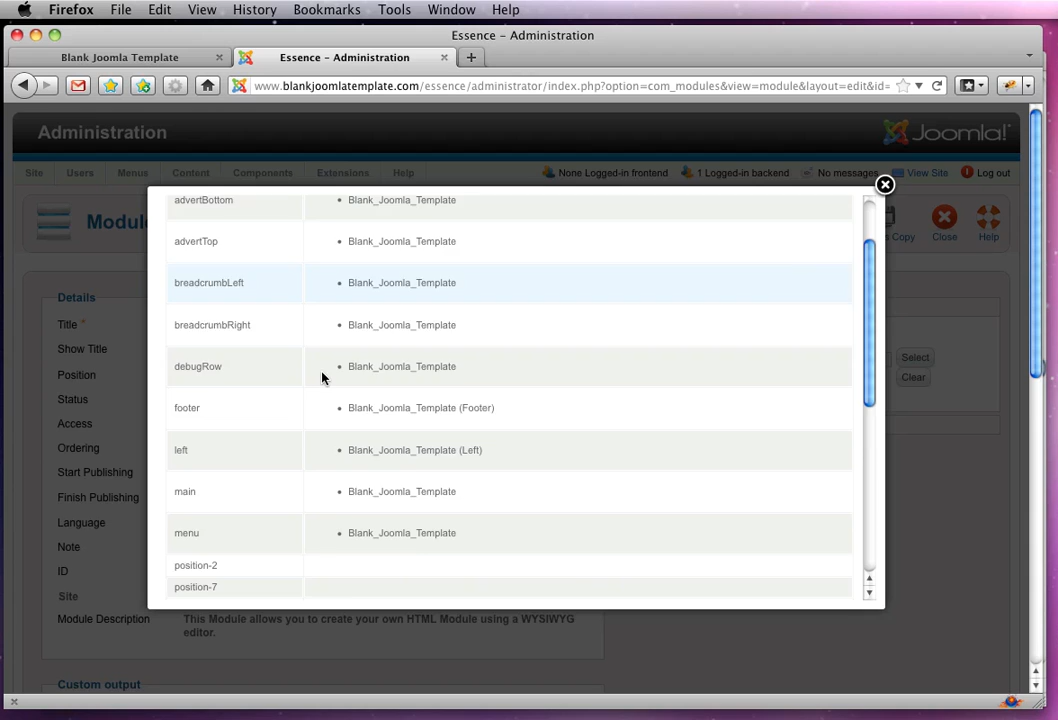 Firefox File Edit View History Bookmarks Tools Window Help
Essence – Administration
Blank Joomla Template
Essence – Administration
www.blankjoomlatemplate.com/essence/administrator/index.php?option=com_modules&view=module&layout=edit&id=
Administration
Joomla!
Site Users Menus Content Components Extensions Help None Logged-in frontend 1 Logged-in backend No messages View Site Log out
Module
Copy Close Help
advertBottom Blank_Joomla_Template
advertTop Blank_Joomla_Template
breadcrumbLeft Blank_Joomla_Template
breadcrumbRight Blank_Joomla_Template
debugRow Blank_Joomla_Template
footer Blank_Joomla_Template (Footer)
left Blank_Joomla_Template (Left)
main Blank_Joomla_Template
menu Blank_Joomla_Template
position-2
position-7
Details
Title *
Show Title
Position
Status
Access
Ordering
Start Publishing
Finish Publishing
Language
Note
ID
Site
Module Description This Module allows you to create your own HTML Module using a WYSIWYG
editor.
Custom output
Select
Clear